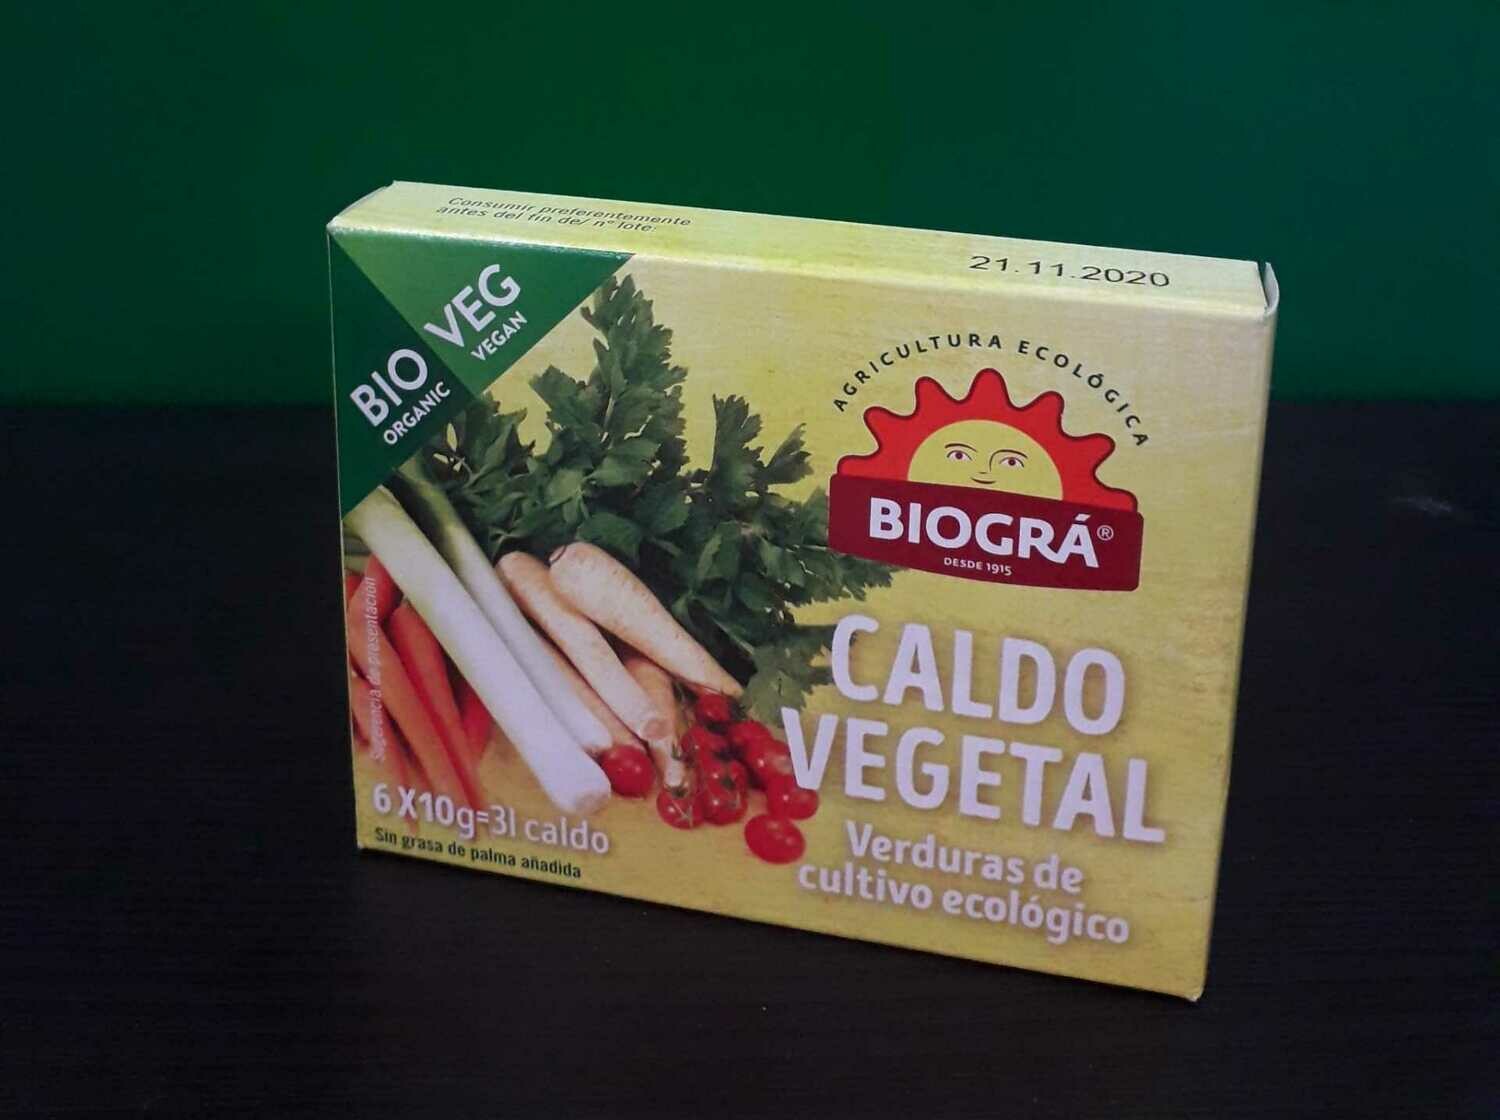 Consumir preferentemente
antes del fin de/ nº lote:
21.11.2020
BIO
ORGANIC
VEG
VEGAN
AGRICULTURA ECOLÓGICA
BIOGRÁ®
DESDE 1915
CALDO
VEGETAL
Verduras de
cultivo ecológico
Sugerencia de presentación
6 X10g=3l caldo
Sin grasa de palma añadida